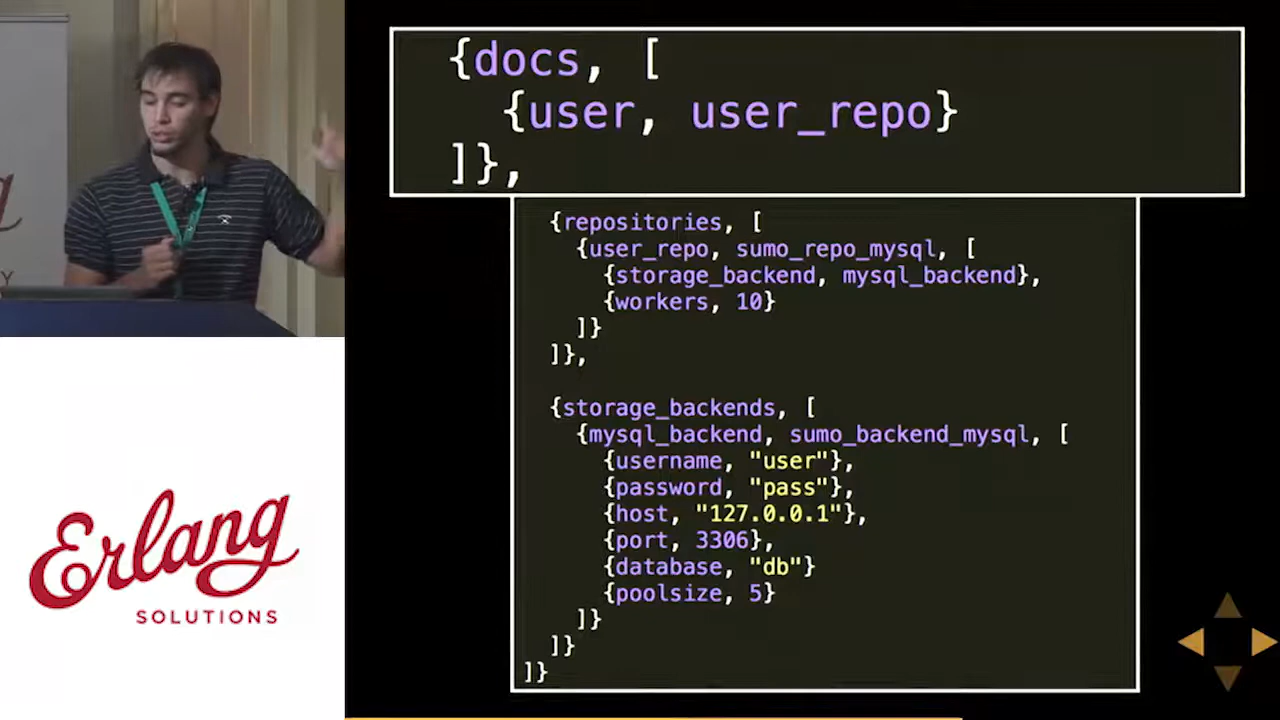 {docs, [
{user, user_repo}
]},
{repositories, [
{user_repo, sumo_repo_mysql, [
{storage_backend, mysql_backend},
{workers, 10}
]}
]},
{storage_backends, [
{mysql_backend, sumo_backend_mysql, [
{username, "user"},
{password, "pass"},
{host, "127.0.0.1"},
{port, 3306},
{database, "db"}
{poolsize, 5}
]}
]}
]}
Erlang
SOLUTIONS